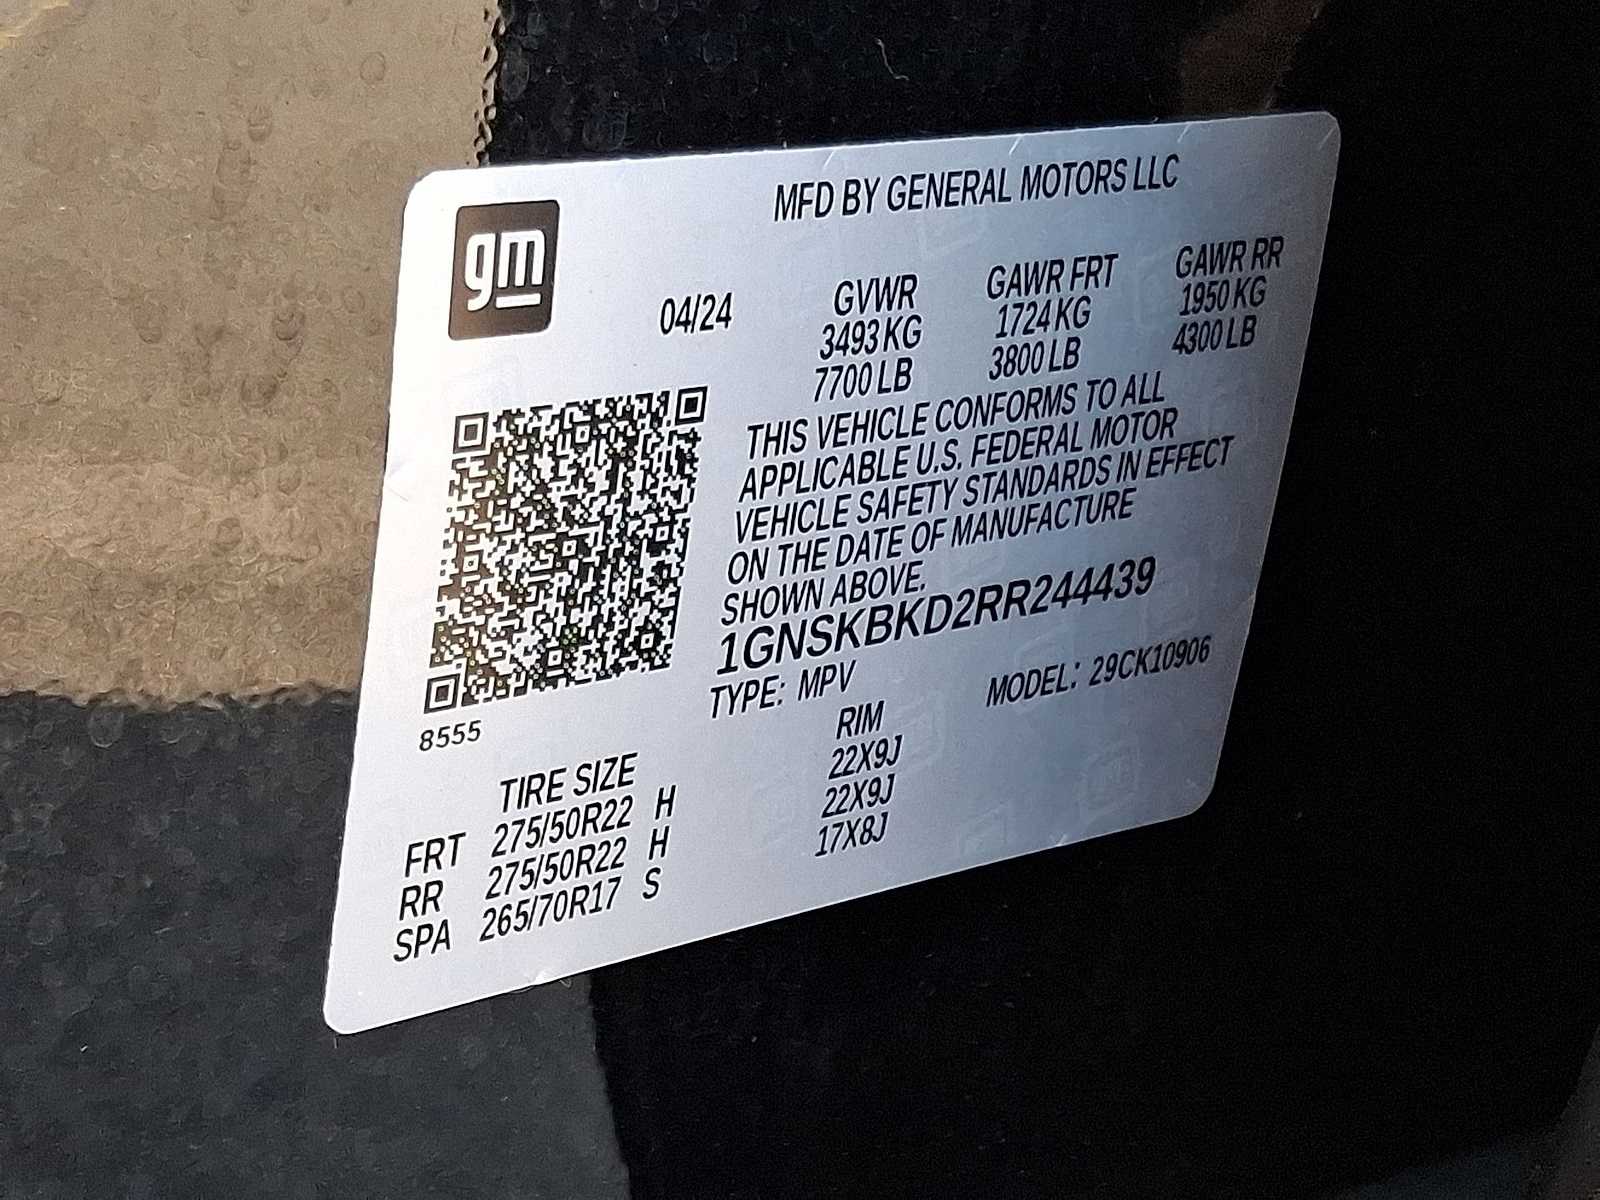 gm
MFD BY GENERAL MOTORS LLC
04/24
GVWR
3493 KG
7700 LB
GAWR FRT
1724 KG
3800 LB
GAWR RR
1950 KG
4300 LB
THIS VEHICLE CONFORMS TO ALL
APPLICABLE U.S. FEDERAL MOTOR
VEHICLE SAFETY STANDARDS IN EFFECT
ON THE DATE OF MANUFACTURE
SHOWN ABOVE.
1GNSKBKD2RR244439
TYPE: MPV
MODEL: 29CK10906
8555
TIRE SIZE
RIM
FRT 275/50R22 H 22X9J
RR 275/50R22 H 22X9J
SPA 265/70R17 S 17X8J